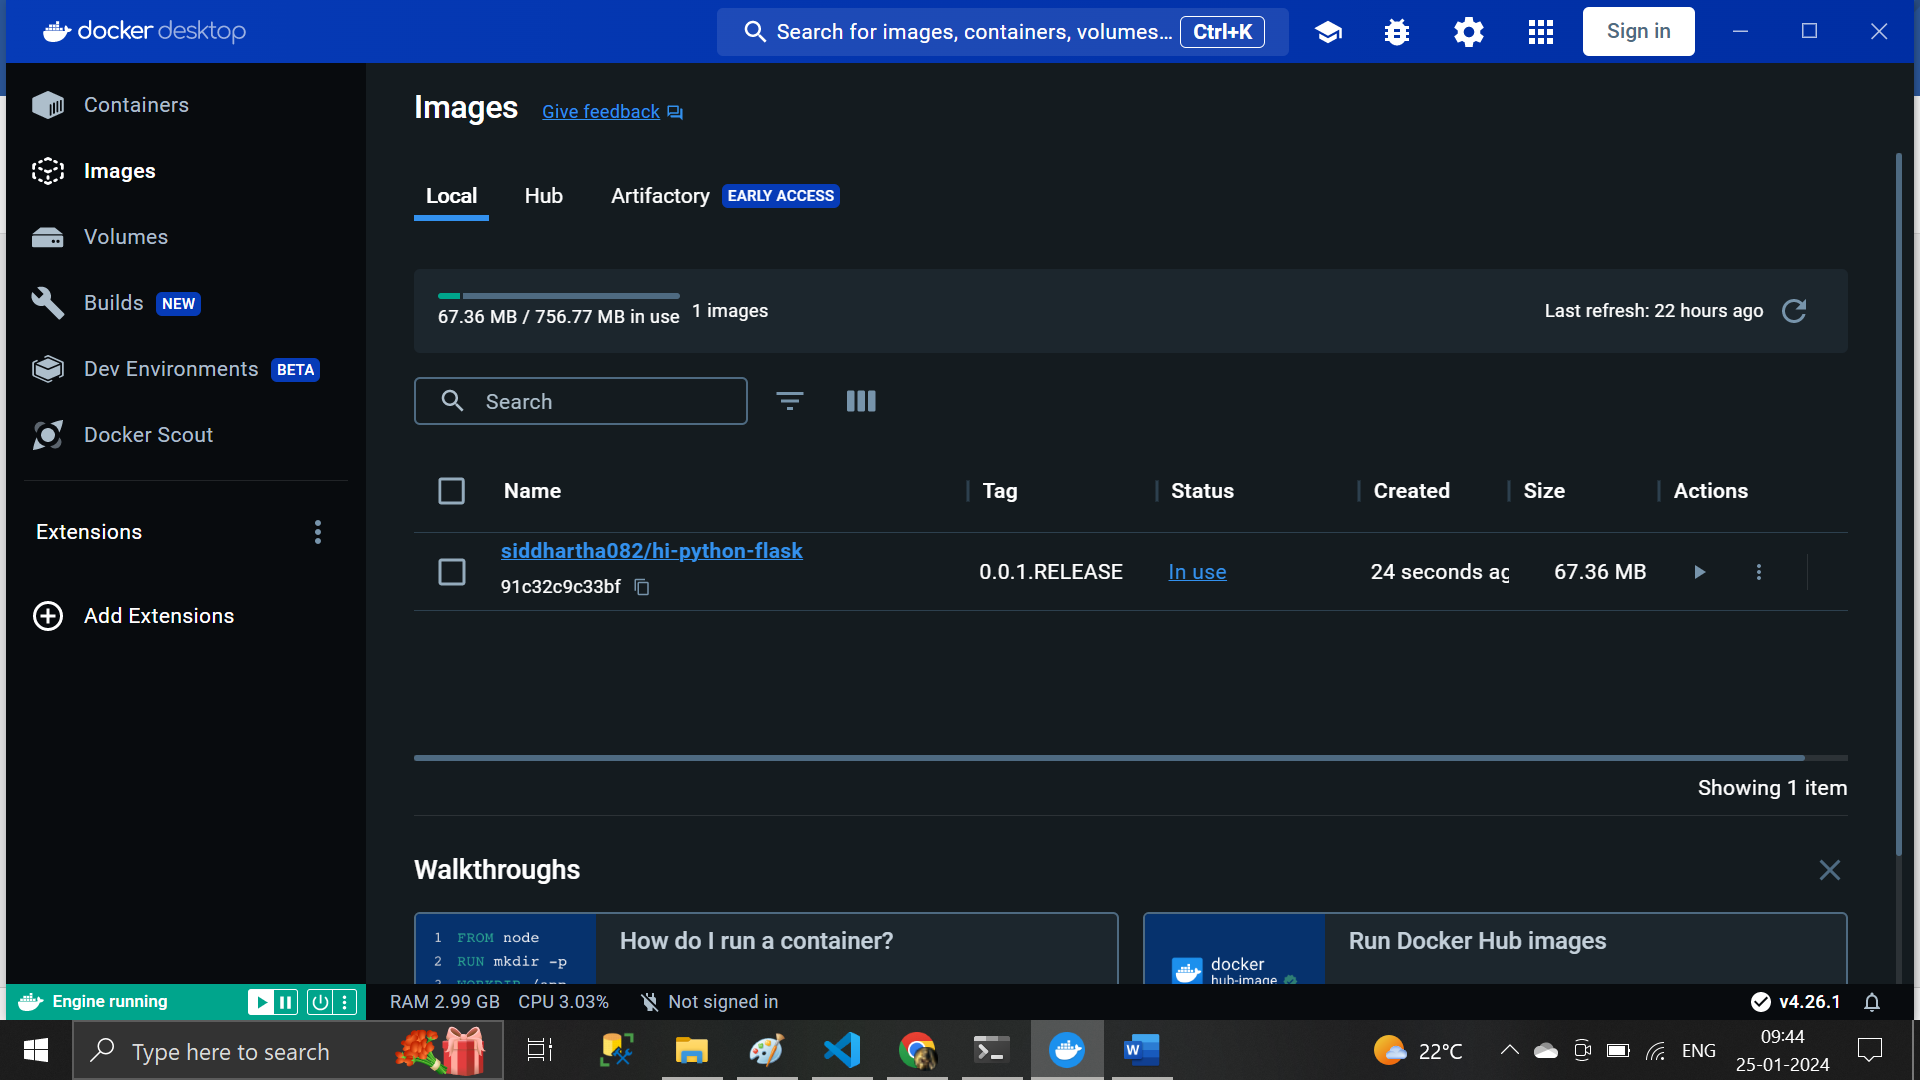 docker desktop
Search for images, containers, volumes... Ctrl+K
Sign in
Containers
Images
Volumes
Builds NEW
Dev Environments BETA
Docker Scout
Extensions
Add Extensions
Images Give feedback
Local Hub Artifactory EARLY ACCESS
67.36 MB / 756.77 MB in use 1 images
Last refresh: 22 hours ago
Search
Name Tag Status Created Size Actions
siddhartha082/hi-python-flask
91c32c9c33bf
0.0.1.RELEASE In use 24 seconds ag 67.36 MB
Showing 1 item
Walkthroughs
1 FROM node
2 RUN mkdir -p
How do I run a container?
docker
hub-image
Run Docker Hub images
Engine running
RAM 2.99 GB CPU 3.03% Not signed in
v4.26.1
Type here to search
W
22°C
ENG
09:44
25-01-2024